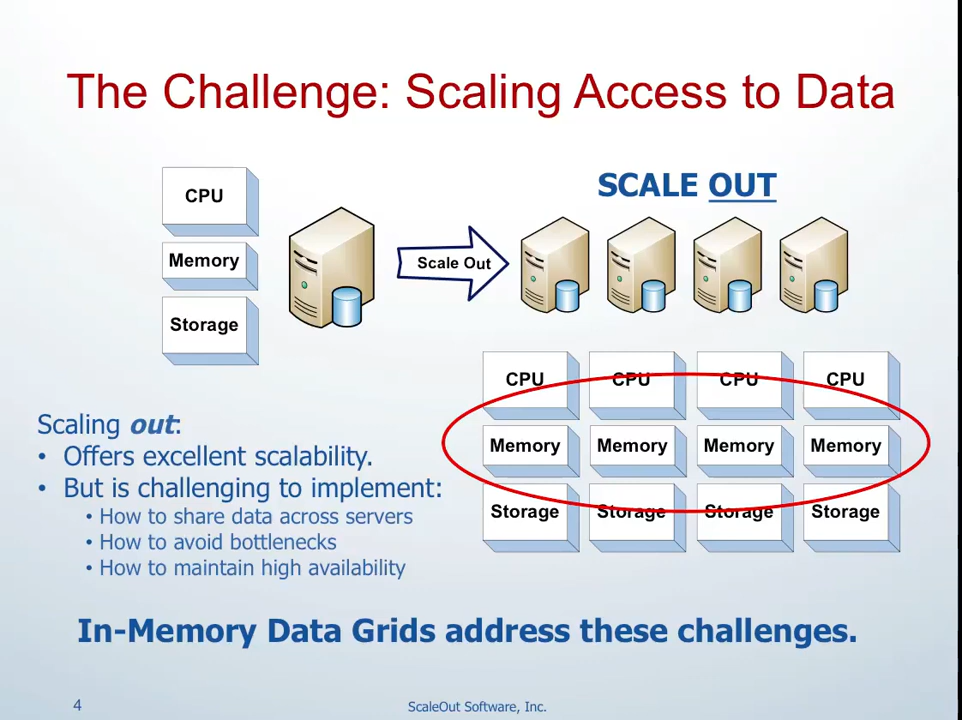 The Challenge: Scaling Access to Data
CPU
Memory
Storage
Scale Out
SCALE OUT
CPU CPU CPU CPU
Memory Memory Memory Memory
Storage Storage Storage Storage
Scaling out:
• Offers excellent scalability.
• But is challenging to implement:
• How to share data across servers
• How to avoid bottlenecks
• How to maintain high availability
In-Memory Data Grids address these challenges.
4 ScaleOut Software, Inc.